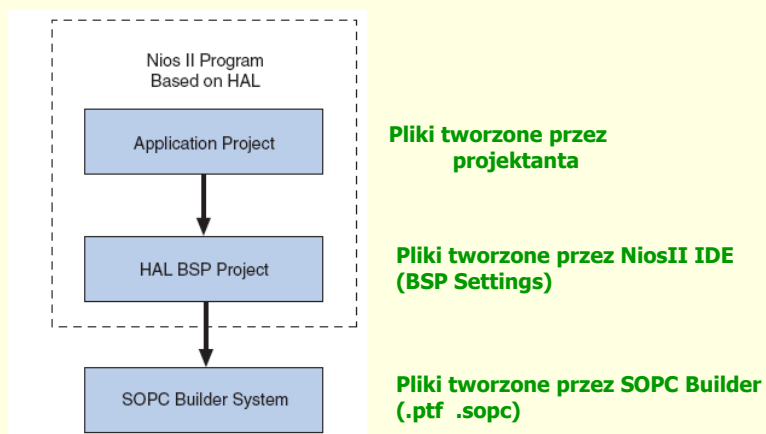 Nios II Program
Based on HAL
Application Project
Pliki tworzone przez
projektanta
HAL BSP Project
Pliki tworzone przez NiosII IDE
(BSP Settings)
SOPC Builder System
Pliki tworzone przez SOPC Builder
(.ptf .sopc)